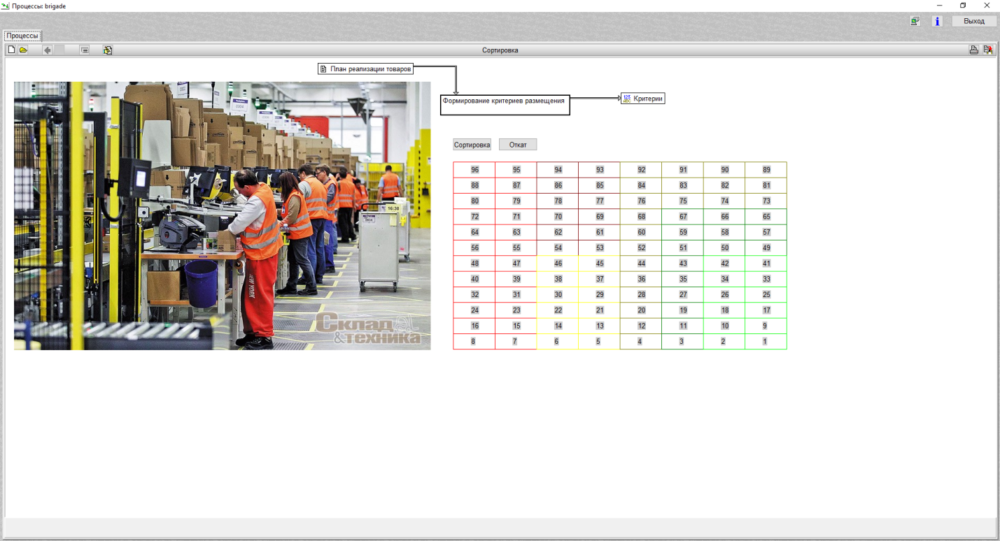 Процессы: brigade
Выход
Процессы
Сортировка
План реализации товаров
Формирование критериев размещения
123
ABC
Критерии
Сортировка
Откат
96 95 94 93 92 91 90 89
88 87 86 85 84 83 82 81
80 79 78 77 76 75 74 73
72 71 70 69 68 67 66 65
64 63 62 61 60 59 58 57
56 55 54 53 52 51 50 49
48 47 46 45 44 43 42 41
40 39 38 37 36 35 34 33
32 31 30 29 28 27 26 25
24 23 22 21 20 19 18 17
16 15 14 13 12 11 10 9
8 7 6 5 4 3 2 1
16:30
NEW YORK
Склад
&техника